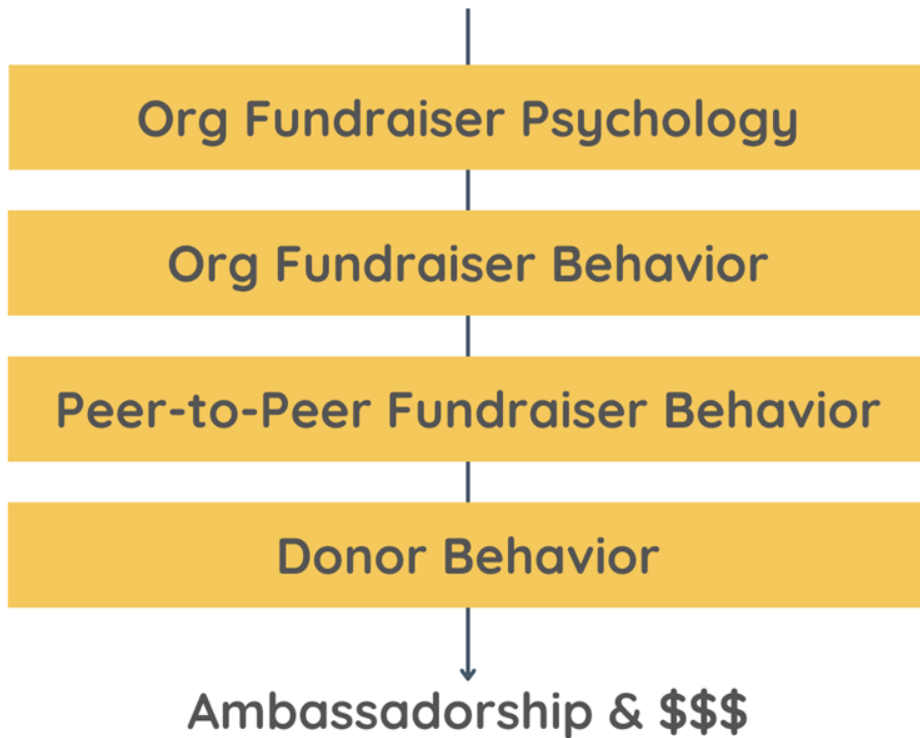 Org Fundraiser Psychology
Org Fundraiser Behavior
Peer-to-Peer Fundraiser Behavior
Donor Behavior
Ambassadorship & $$$